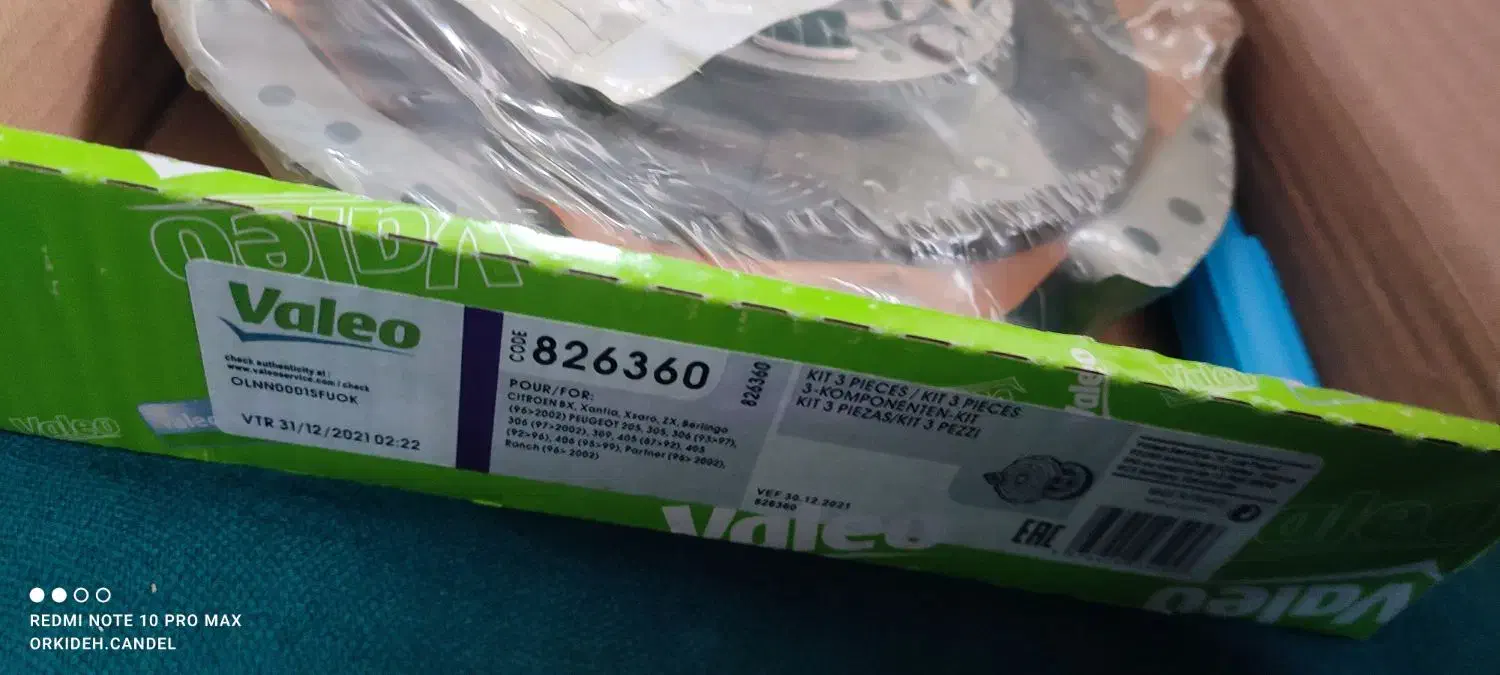 Valeo
Valeo
check authenticity at:
www.valeoservice.com/check
OLNN0001SFUOK
VTR 31/12/2021 02:22
CODE 826360
826360
POUR/FOR:
CITROEN BX, Xantia, Xsara, ZX, Berlingo
(96>2002) PEUGEOT 205, 305, 306 (93>97),
306 (97>2002), 309, 405 (87>92), 405
(92>96), 406 (95>99), Partner (96> 2002),
Ranch (96> 2002)
KIT 3 PIECES / KIT 3 PIECES
3-KOMPONENTEN-KIT
KIT 3 PIEZAS/KIT 3 PEZZI
VEF 30.12.2021
826360
EAC
Valeo
Valeo
Valeo
Valeo
Valeo
REDMI NOTE 10 PRO MAX
ORKIDEH.CANDEL